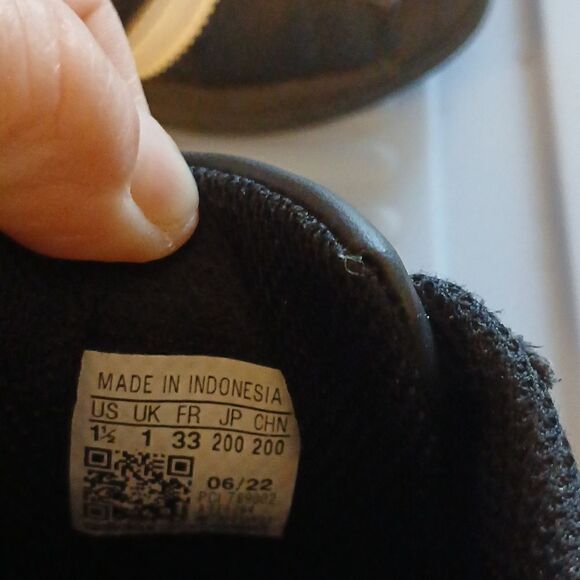 MADE IN INDONESIA
US UK FR JP CHN
1½ 1 33 200 200
06/22